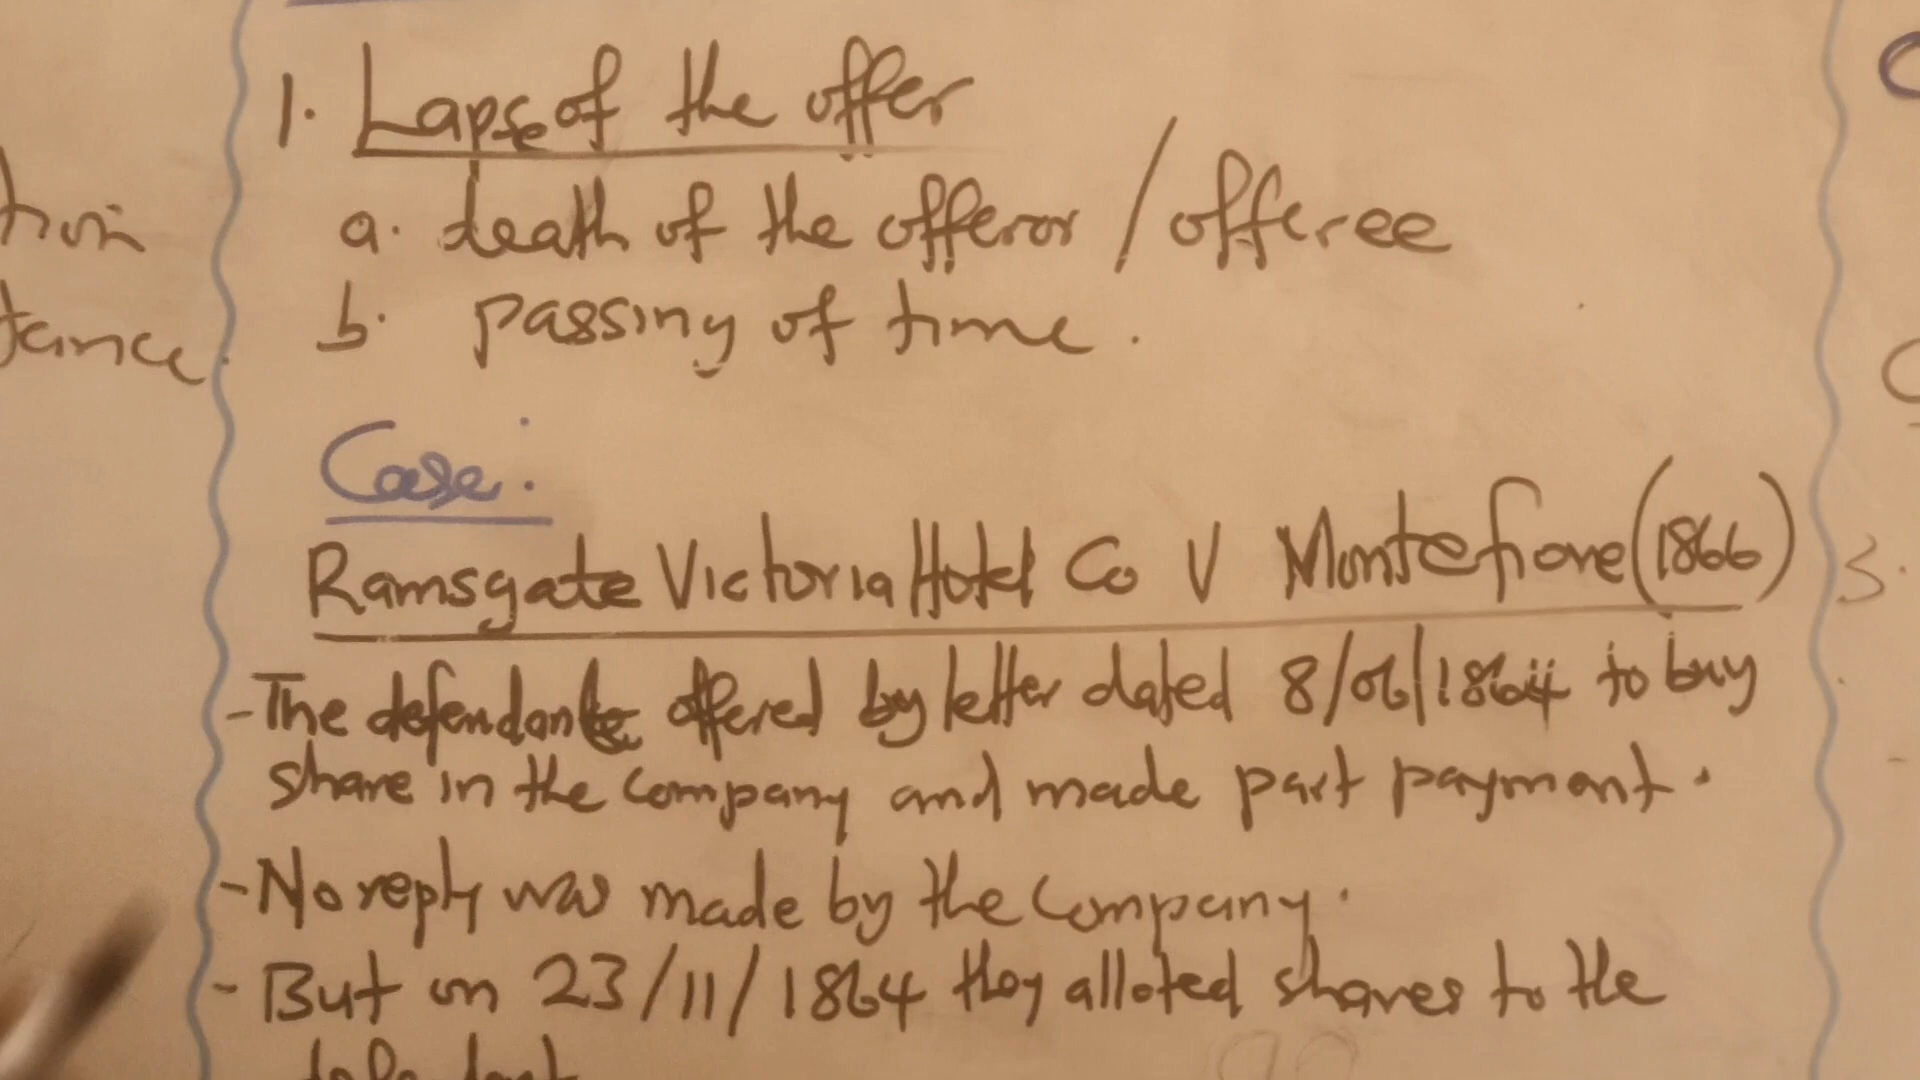 1. Lapse of the offer
a. death of the offeror / offeree
b. passing of time.
Case:
Ramsgate Victoria Hotel Co V Montefiore (1866)
- The defendant offered by letter dated 8/06/1864 to buy
share in the company and made part payment.
- No reply was made by the company.
- But on 23/11/1864 they alloted shares to the
3.